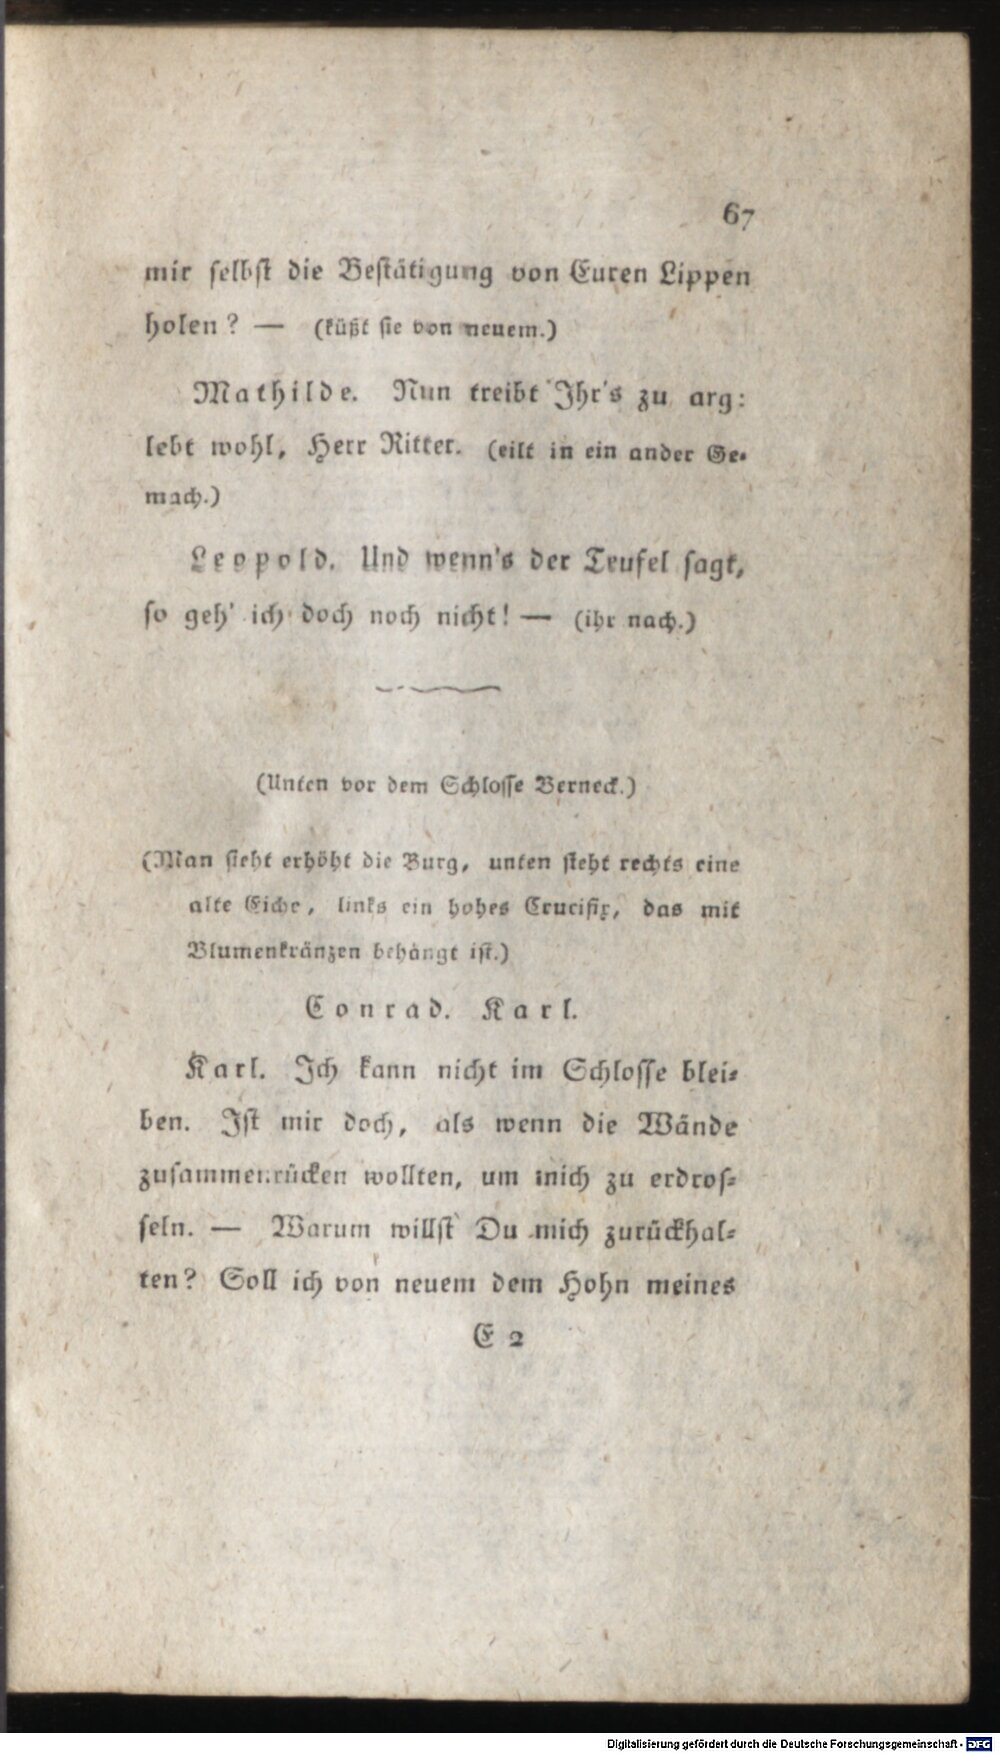 67
mir selbst die Bestätigung von Euren Lippen
holen? — (küßt sie von neuem.)
Mathilde. Nun treibt Ihr's zu arg:
lebt wohl, Herr Ritter. (eilt in ein ander Ge-
mach.)
Leopold. Und wenn's der Teufel sagt,
so geh' ich doch noch nicht! — (ihr nach.)
(Unten vor dem Schlosse Berneck.)
(Man sieht erhöht die Burg, unten steht rechts eine
alte Eiche, links ein hohes Crucifix, das mit
Blumenkränzen behängt ist.)
Conrad. Karl.
Karl. Ich kann nicht im Schlosse blei-
ben. Ist mir doch, als wenn die Wände
zusammenrücken wollten, um mich zu erdros-
seln. — Warum willst Du mich zurückhal-
ten? Soll ich von neuem dem Hohn meines
E 2
Digitalisierung gefördert durch die Deutsche Forschungsgemeinschaft - DFG